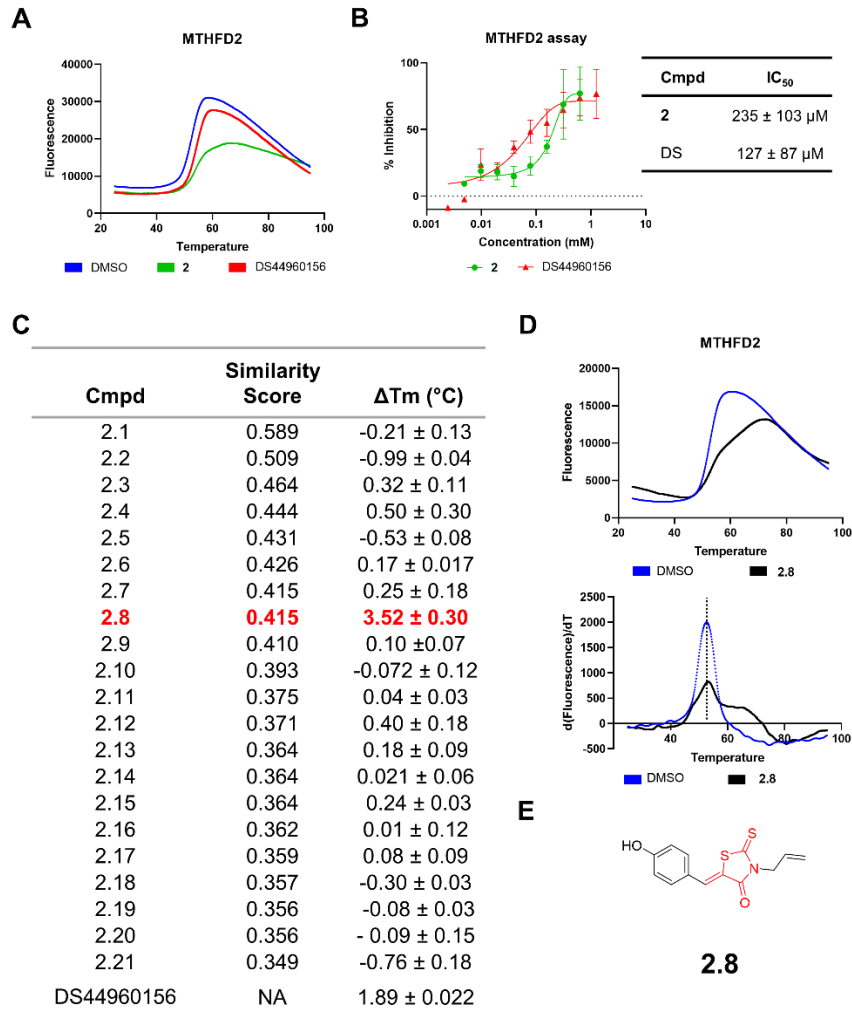 A
MTHFD2
Fluorescence
40000
30000
20000
10000
0
20 40 60 80 100
Temperature
DMSO 2 DS44960156
B
MTHFD2 assay
% Inhibition
100
50
0
0.001 0.01 0.1 1 10
Concentration (mM)
2 DS44960156
Cmpd IC50
2 235 ± 103 µM
DS 127 ± 87 µM
C
Cmpd Similarity Score ΔTm (°C)
2.1 0.589 -0.21 ± 0.13
2.2 0.509 -0.99 ± 0.04
2.3 0.464 0.32 ± 0.11
2.4 0.444 0.50 ± 0.30
2.5 0.431 -0.53 ± 0.08
2.6 0.426 0.17 ± 0.017
2.7 0.415 0.25 ± 0.18
2.8 0.415 3.52 ± 0.30
2.9 0.410 0.10 ±0.07
2.10 0.393 -0.072 ± 0.12
2.11 0.375 0.04 ± 0.03
2.12 0.371 0.40 ± 0.18
2.13 0.364 0.18 ± 0.09
2.14 0.364 0.021 ± 0.06
2.15 0.364 0.24 ± 0.03
2.16 0.362 0.01 ± 0.12
2.17 0.359 0.08 ± 0.09
2.18 0.357 -0.30 ± 0.03
2.19 0.356 -0.08 ± 0.03
2.20 0.356 - 0.09 ± 0.15
2.21 0.349 -0.76 ± 0.18
DS44960156 NA 1.89 ± 0.022
D
MTHFD2
Fluorescence
20000
15000
10000
5000
0
20 40 60 80 100
Temperature
DMSO 2.8
d(Fluorescence)/dT
2500
2000
1500
1000
500
0
-500
40 60 80 100
Temperature
DMSO 2.8
E
HO
S
S
N
O
2.8